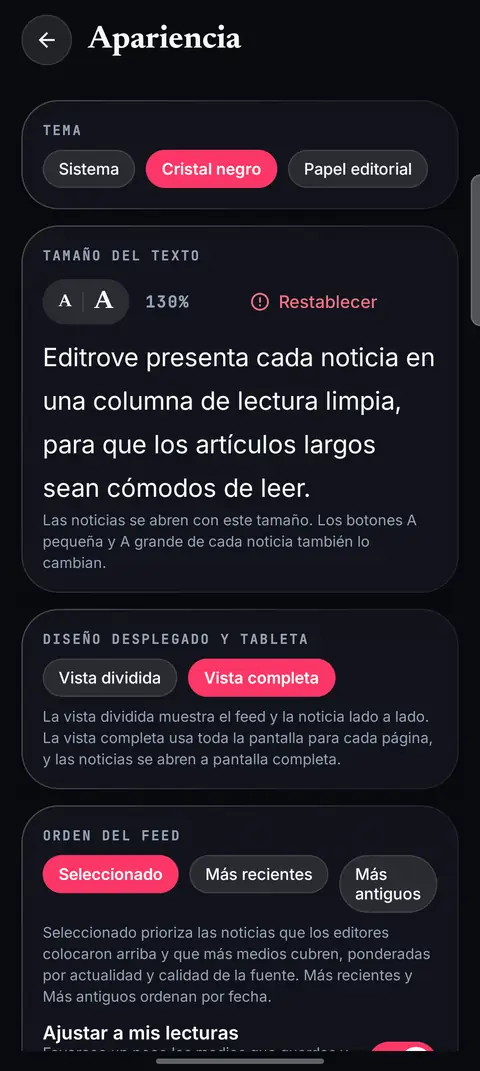 Apariencia
TEMA
Sistema
Cristal negro
Papel editorial
TAMAÑO DEL TEXTO
A A 130% Restablecer
Editrove presenta cada noticia en
una columna de lectura limpia,
para que los artículos largos
sean cómodos de leer.
Las noticias se abren con este tamaño. Los botones A
pequeña y A grande de cada noticia también lo
cambian.
DISEÑO DESPLEGADO Y TABLETA
Vista dividida
Vista completa
La vista dividida muestra el feed y la noticia lado a lado.
La vista completa usa toda la pantalla para cada página,
y las noticias se abren a pantalla completa.
ORDEN DEL FEED
Seleccionado
Más recientes
Más
antiguos
Seleccionado prioriza las noticias que los editores
colocaron arriba y que más medios cubren, ponderadas
por actualidad y calidad de la fuente. Más recientes y
Más antiguos ordenan por fecha.
Ajustar a mis lecturas